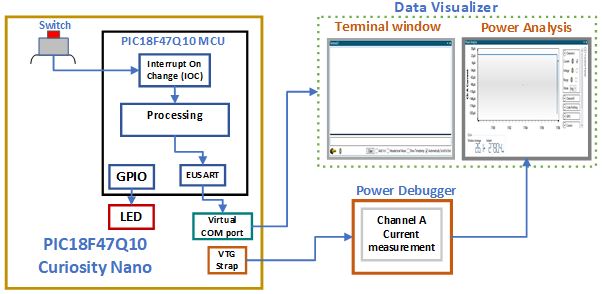 Data Visualizer
Switch
Terminal window
Power Analysis
PIC18F47Q10 MCU
Interrupt On
Change (IOC)
Processing
GPIO
EUSART
LED
Virtual
COM port
VTG
Strap
PIC18F47Q10
Curiosity Nano
Power Debugger
Channel A
Current
measurement